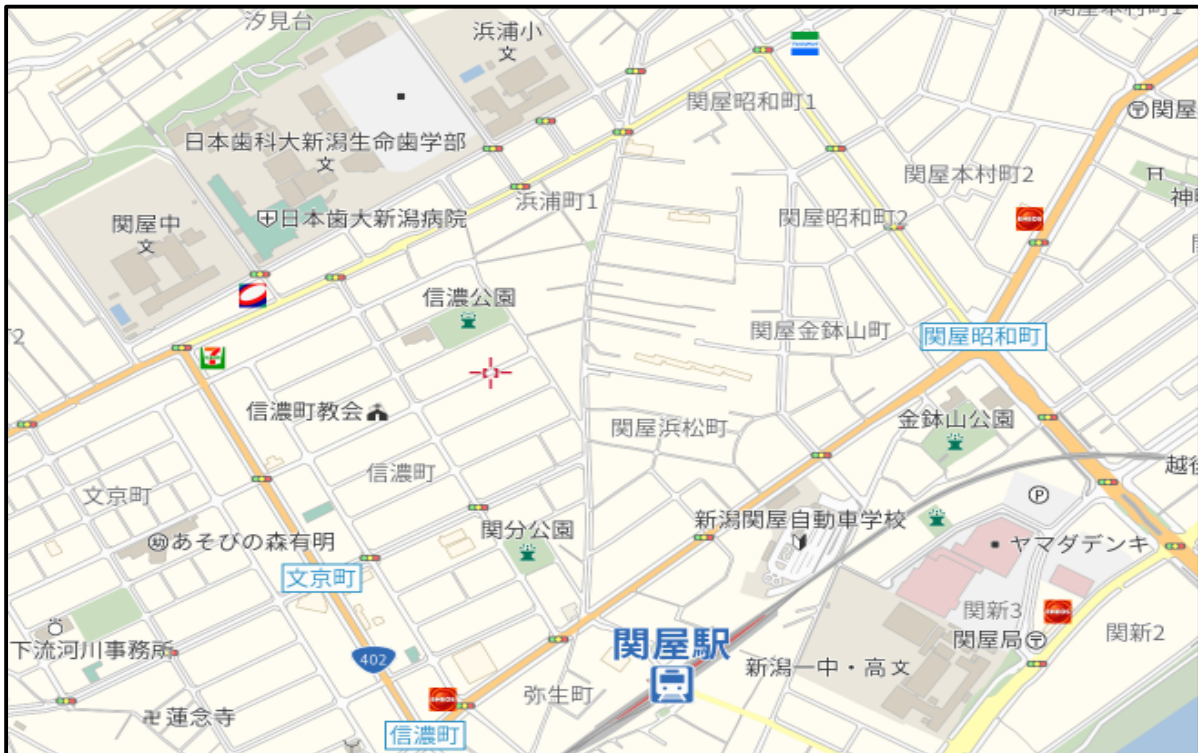 汐見台
浜浦小
文
関屋本村町1
FamilyMart
関屋昭和町1
関屋
日本歯科大新潟生命歯学部
文
関屋本村町2
浜浦町1
関屋昭和町2
関屋中
文
日本歯大新潟病院
ENEOS
信濃公園
関屋金鉢山町
関屋昭和町
7
信濃町教会
関屋浜松町
金鉢山公園
信濃町
文京町
P
新潟関屋自動車学校
関分公園
幼
あそびの森有明
ヤマダデンキ
文京町
関新3
ENEOS
関新2
下流河川事務所
関屋駅
関屋局
402
新潟一中・高
文
弥生町
ENEOS
蓮念寺
信濃町